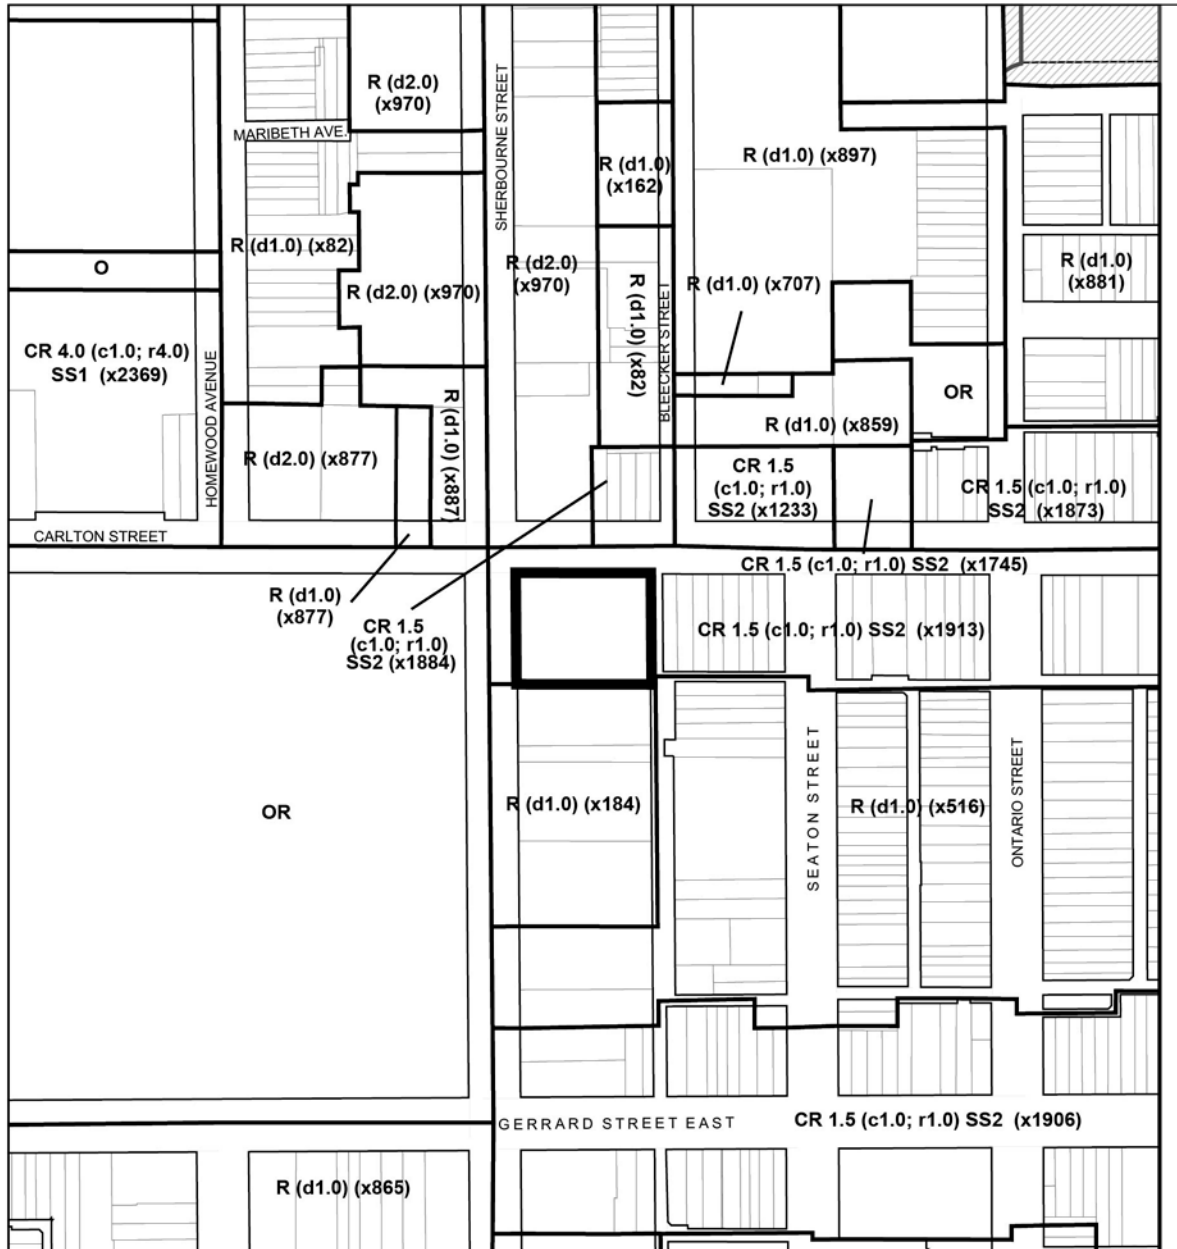 R (d2.0)
(x970)
MARIBETH AVE.
SHERBOURNE STREET
R (d1.0)
(x162)
R (d1.0) (x897)
R (d1.0) (x82)
O
R (d2.0) (x970)
R (d2.0)
(x970)
R (d1.0) (x82)
BLEECKER STREET
R (d1.0) (x707)
R (d1.0)
(x881)
CR 4.0 (c1.0; r4.0)
SS1 (x2369)
HOMEWOOD AVENUE
R (d1.0) (x887)
OR
R (d1.0) (x859)
R (d2.0) (x877)
CR 1.5
(c1.0; r1.0)
SS2 (x1233)
CR 1.5 (c1.0; r1.0)
SS2 (x1873)
CARLTON STREET
CR 1.5 (c1.0; r1.0) SS2 (x1745)
R (d1.0)
(x877)
CR 1.5
(c1.0; r1.0)
SS2 (x1884)
CR 1.5 (c1.0; r1.0) SS2 (x1913)
OR
R (d1.0) (x184)
SEATON STREET
R (d1.0) (x516)
ONTARIO STREET
GERRARD STREET EAST
CR 1.5 (c1.0; r1.0) SS2 (x1906)
R (d1.0) (x865)